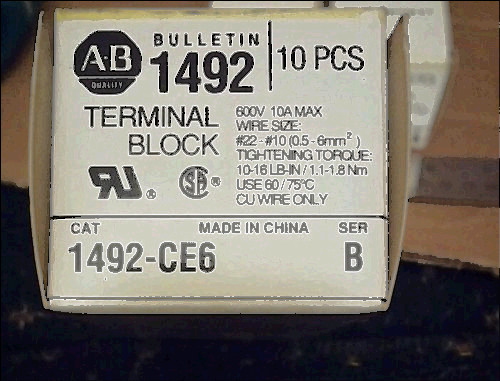 A-B
QUALITY
BULLETIN
1492
10 PCS
TERMINAL
BLOCK
600V 10A MAX
WIRE SIZE:
#22 - #10 (0.5 - 6mm²)
TIGHTENING TORQUE:
10-16 LB-IN / 1.1-1.8 Nm
USE 60 / 75°C
CU WIRE ONLY
CAT
MADE IN CHINA
SER
1492-CE6
B